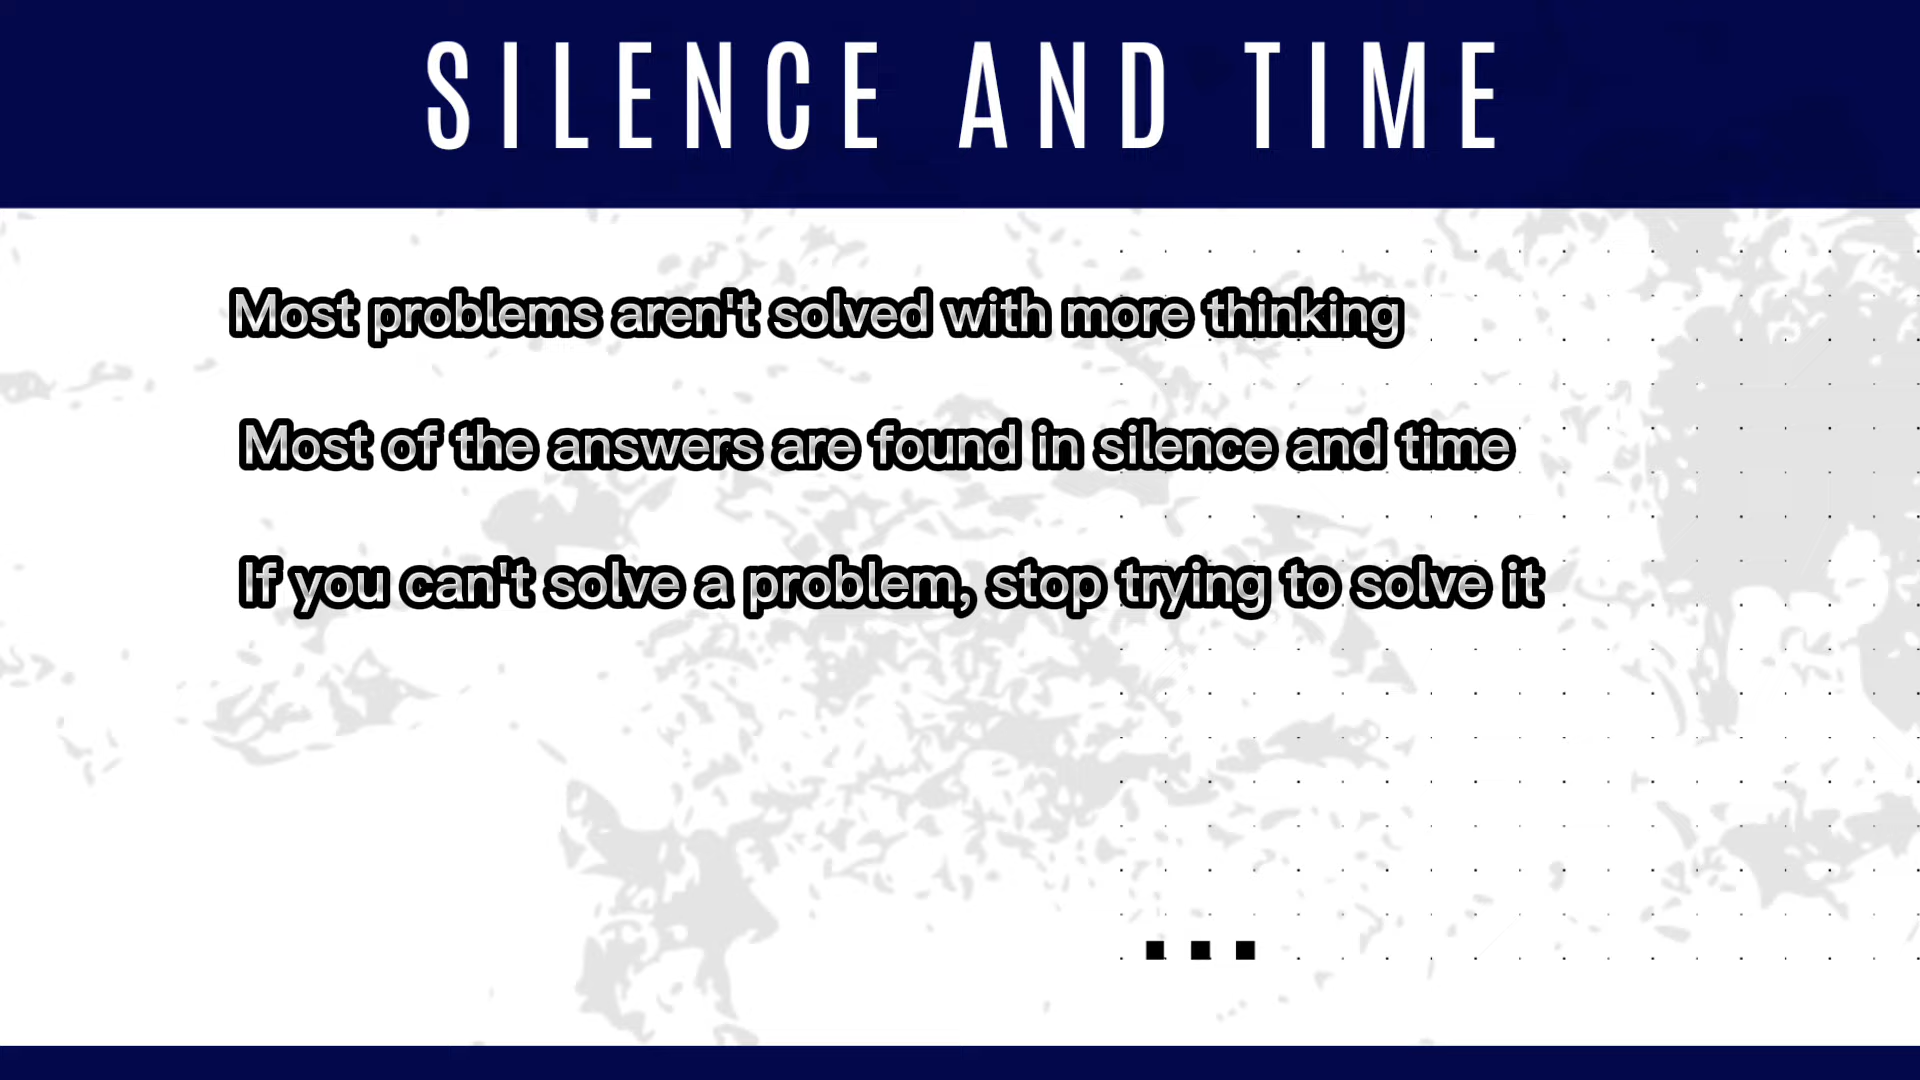 SILENCE AND TIME
Most problems aren't solved with more thinking
Most of the answers are found in silence and time
If you can't solve a problem, stop trying to solve it
...